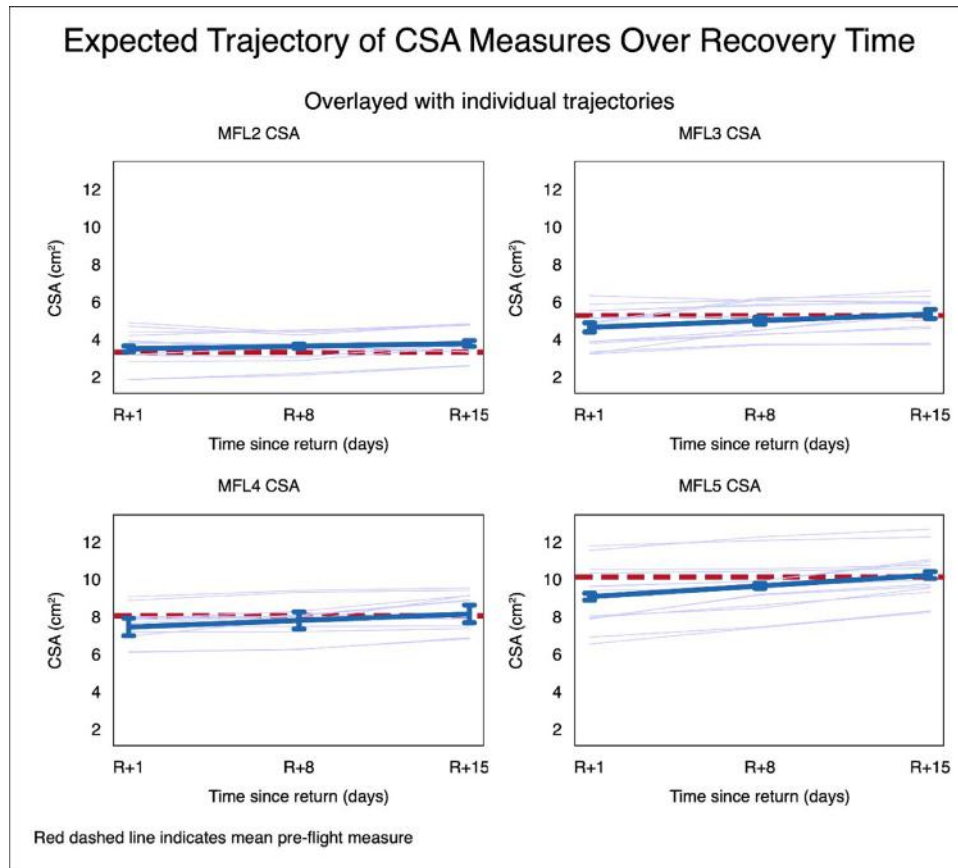 Expected Trajectory of CSA Measures Over Recovery Time
Overlayed with individual trajectories
MFL2 CSA
CSA (cm²)
12
10
8
6
4
2
R+1 R+8 R+15
Time since return (days)
MFL3 CSA
CSA (cm²)
12
10
8
6
4
2
R+1 R+8 R+15
Time since return (days)
MFL4 CSA
CSA (cm²)
12
10
8
6
4
2
R+1 R+8 R+15
Time since return (days)
MFL5 CSA
CSA (cm²)
12
10
8
6
4
2
R+1 R+8 R+15
Time since return (days)
Red dashed line indicates mean pre-flight measure